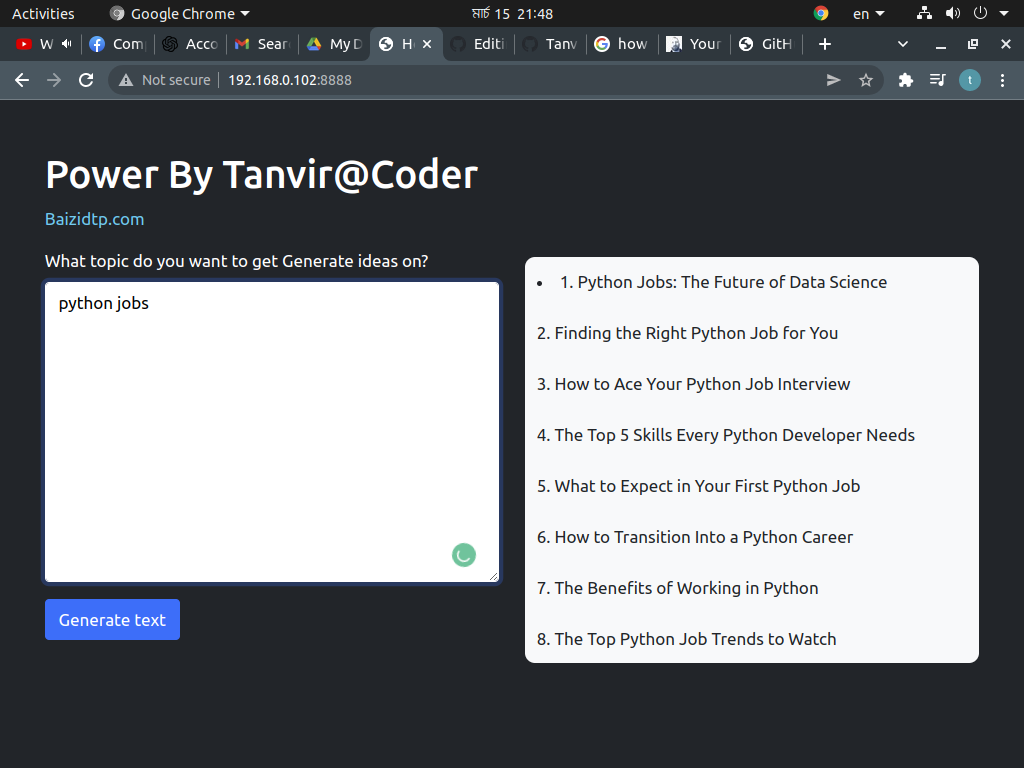 Activities
Google Chrome
মার্চ 15 21:48
en
W
Com
Acco
Sear
My D
H
Editi
Tanv
how
Your
GitH
Not secure
192.168.0.102:8888
t
Power By Tanvir@Coder
Baizidtp.com
What topic do you want to get Generate ideas on?
python jobs
Generate text
• 1. Python Jobs: The Future of Data Science
2. Finding the Right Python Job for You
3. How to Ace Your Python Job Interview
4. The Top 5 Skills Every Python Developer Needs
5. What to Expect in Your First Python Job
6. How to Transition Into a Python Career
7. The Benefits of Working in Python
8. The Top Python Job Trends to Watch